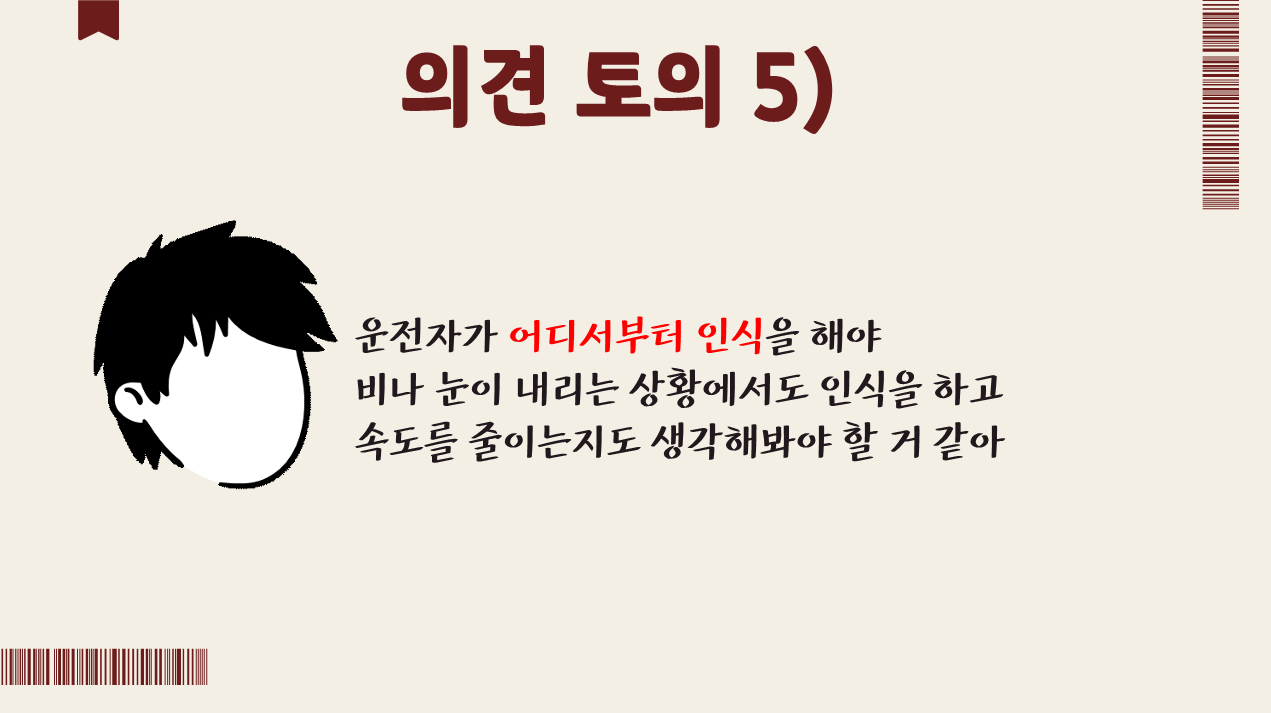 의견 토의 5)
운전자가 어디서부터 인식을 해야
비나 눈이 내리는 상황에서도 인식을 하고
속도를 줄이는지도 생각해봐야 할 거 같아